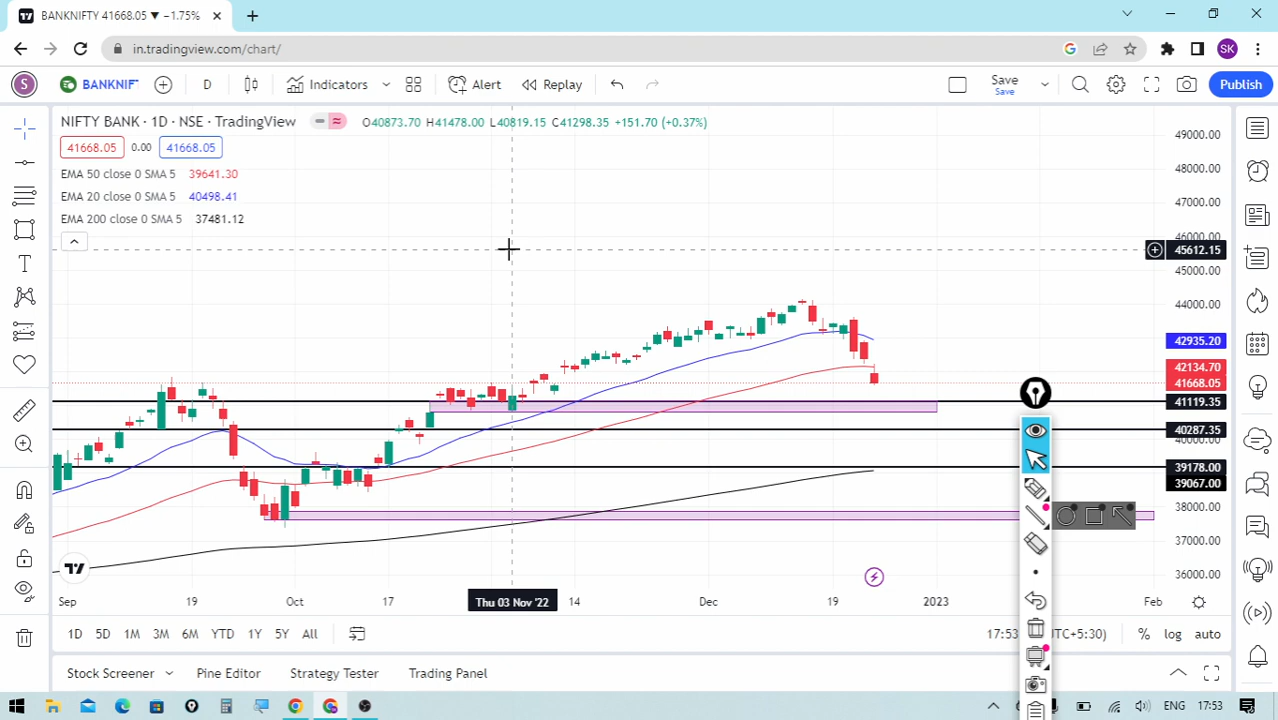 BANKNIFTY 41668.05 ▼ −1.75%
in.tradingview.com/chart/
SK
S
BANKNIF
D
Indicators
Alert
Replay
Save
Save
Publish
NIFTY BANK · 1D · NSE · TradingView
O40873.70 H41478.00 L40819.15 C41298.35 +151.70 (+0.37%)
41668.05 0.00 41668.05
EMA 50 close 0 SMA 5 39641.30
EMA 20 close 0 SMA 5 40498.41
EMA 200 close 0 SMA 5 37481.12
49000.00
48000.00
47000.00
46000.00
45612.15
45000.00
44000.00
42935.20
42134.70
41668.05
41119.35
40287.35
40000.00
39178.00
39067.00
38000.00
37000.00
36000.00
Sep 19 Oct 17 Thu 03 Nov '22 14 Dec 19 2023 Feb
1D 5D 1M 3M 6M YTD 1Y 5Y All
17:53 UTC+5:30) % log auto
Stock Screener Pine Editor Strategy Tester Trading Panel
ENG 17:53